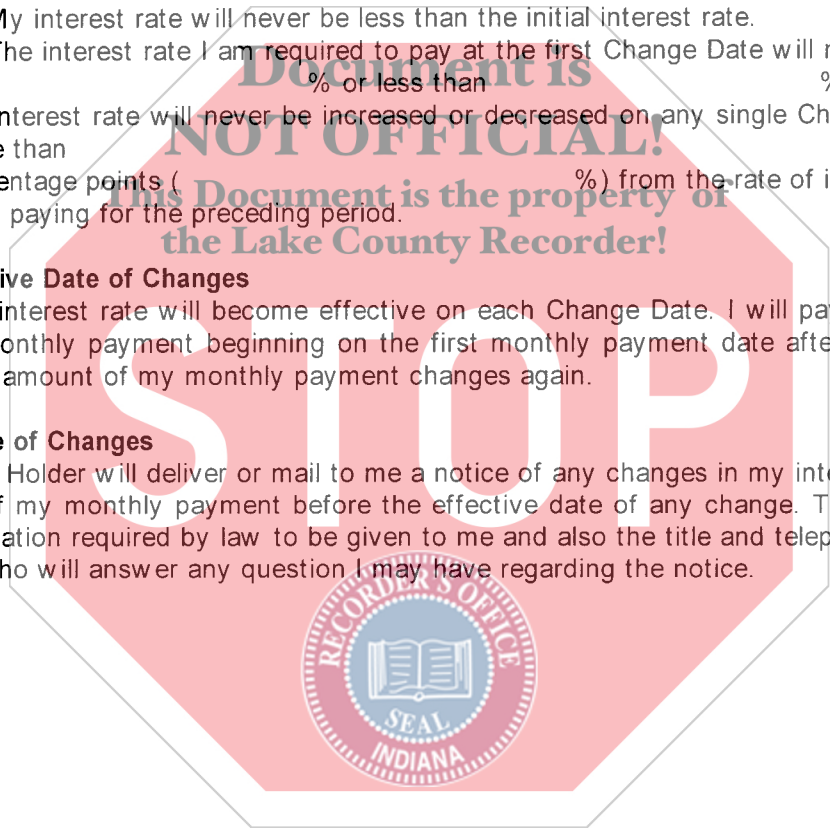 My interest rate will never be less than the initial interest rate.
The interest rate I am required to pay at the first Change Date will
Document is
% or less than %
nterest rate will never be increased or decreased on any single Ch
NOT OFFICIAL!
e than
entage points ( %) from the rate of i
This Document is the property of
paying for the preceding period.
the Lake County Recorder!
ive Date of Changes
interest rate will become effective on each Change Date. I will pa
onthly payment beginning on the first monthly payment date afte
amount of my monthly payment changes again.
STOP
e of Changes
Holder will deliver or mail to me a notice of any changes in my inte
f my monthly payment before the effective date of any change. T
ation required by law to be given to me and also the title and telep
ho will answer any question I may have regarding the notice.
RECORDER'S OFFICE
SEAL
INDIANA